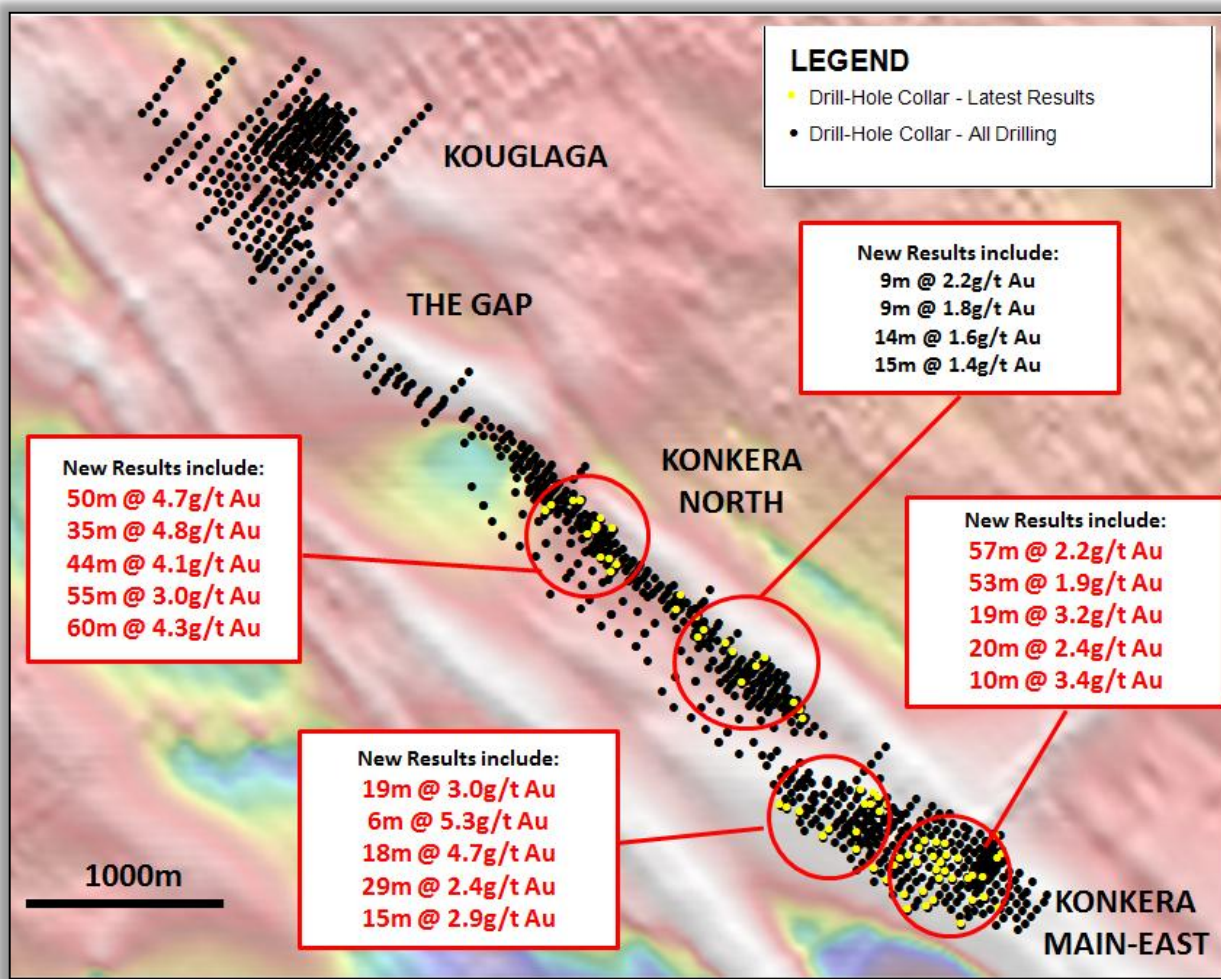 LEGEND
Drill-Hole Collar - Latest Results
Drill-Hole Collar - All Drilling
KOUGLAGA
THE GAP
New Results include:
9m @ 2.2g/t Au
9m @ 1.8g/t Au
14m @ 1.6g/t Au
15m @ 1.4g/t Au
KONKERA
NORTH
New Results include:
50m @ 4.7g/t Au
35m @ 4.8g/t Au
44m @ 4.1g/t Au
55m @ 3.0g/t Au
60m @ 4.3g/t Au
New Results include:
57m @ 2.2g/t Au
53m @ 1.9g/t Au
19m @ 3.2g/t Au
20m @ 2.4g/t Au
10m @ 3.4g/t Au
New Results include:
19m @ 3.0g/t Au
6m @ 5.3g/t Au
18m @ 4.7g/t Au
29m @ 2.4g/t Au
15m @ 2.9g/t Au
1000m
KONKERA
MAIN-EAST